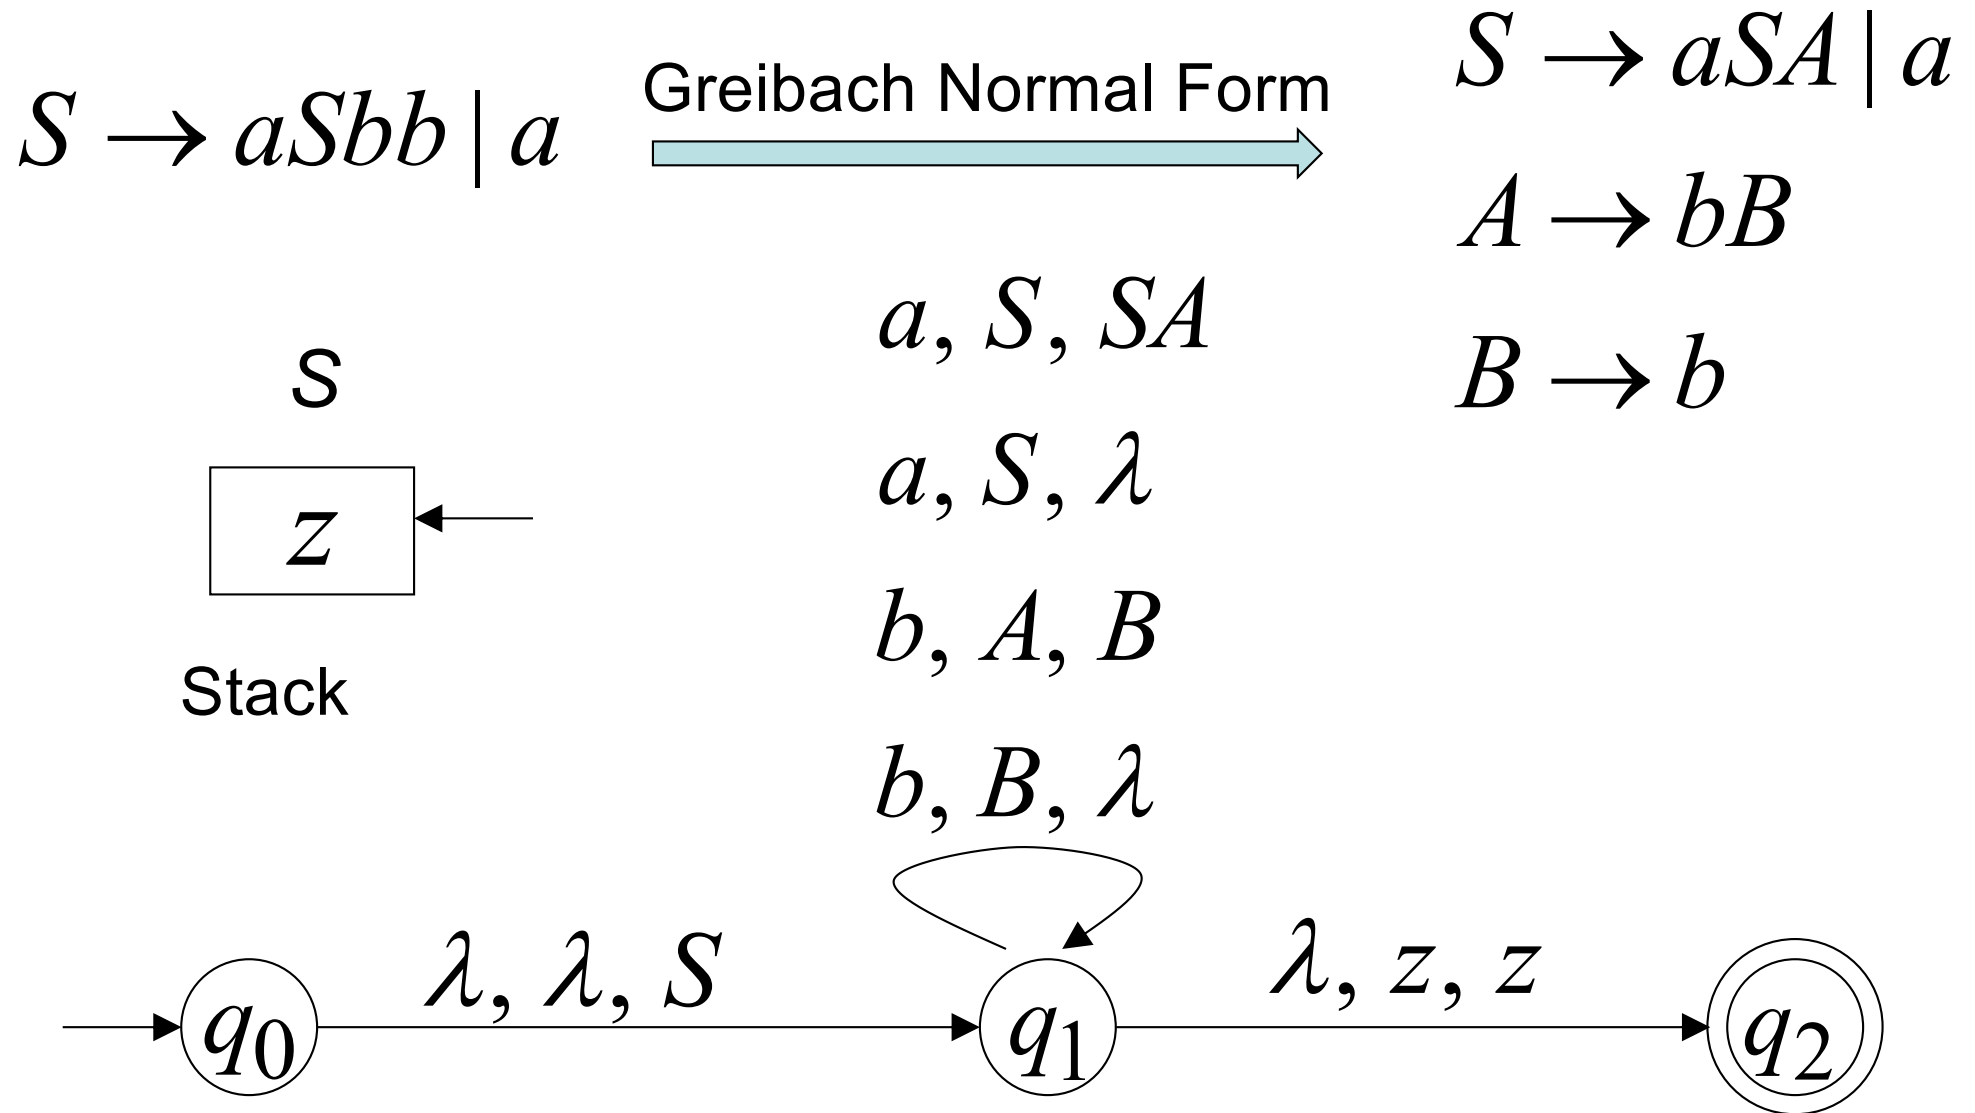 S → aSbb | a
Greibach Normal Form
S → aSA | a
A → bB
B → b
a, S, SA
a, S, λ
b, A, B
b, B, λ
S
z
Stack
q0
λ, λ, S
q1
λ, z, z
q2